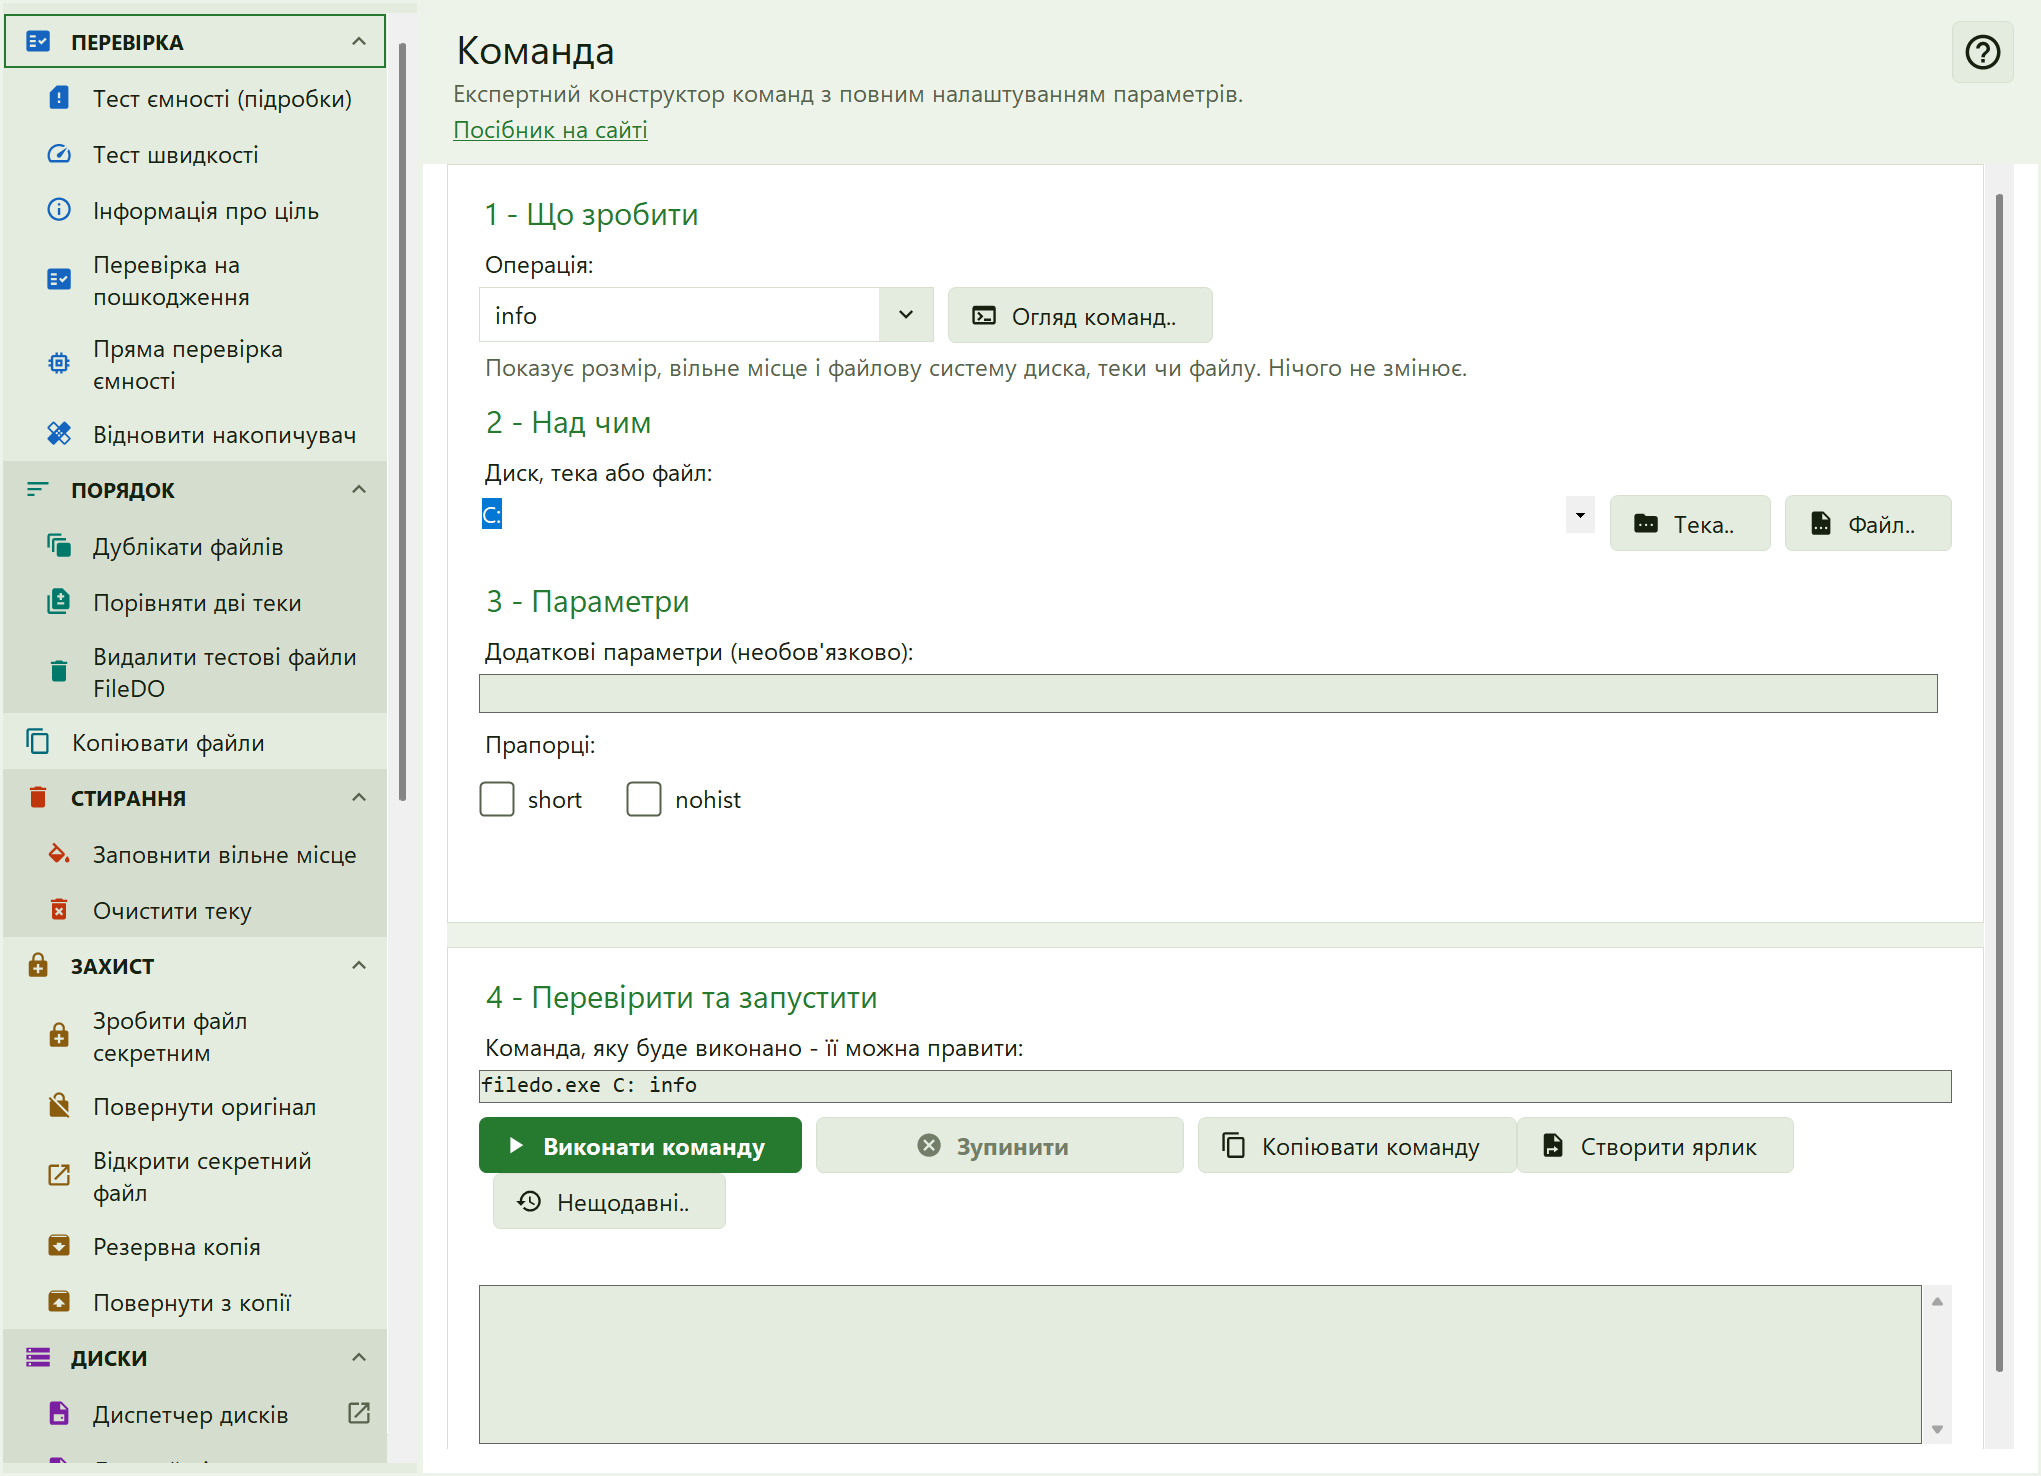 ПЕРЕВІРКА
Тест ємності (підробки)
Тест швидкості
Інформація про ціль
Перевірка на
пошкодження
Пряма перевірка
ємності
Відновити накопичувач
ПОРЯДОК
Дублікати файлів
Порівняти дві теки
Видалити тестові файли
FileDO
Копіювати файли
СТИРАННЯ
Заповнити вільне місце
Очистити теку
ЗАХИСТ
Зробити файл
секретним
Повернути оригінал
Відкрити секретний
файл
Резервна копія
Повернути з копії
ДИСКИ
Диспетчер дисків
Команда
Експертний конструктор команд з повним налаштуванням параметрів.
Посібник на сайті
1 - Що зробити
Операція:
info
Огляд команд..
Показує розмір, вільне місце і файлову систему диска, теки чи файлу. Нічого не змінює.
2 - Над чим
Диск, тека або файл:
C:
Тека..
Файл..
3 - Параметри
Додаткові параметри (необов'язково):
Прапорці:
short
nohist
4 - Перевірити та запустити
Команда, яку буде виконано - її можна правити:
filedo.exe C: info
Виконати команду
Зупинити
Копіювати команду
Створити ярлик
Нещодавні..